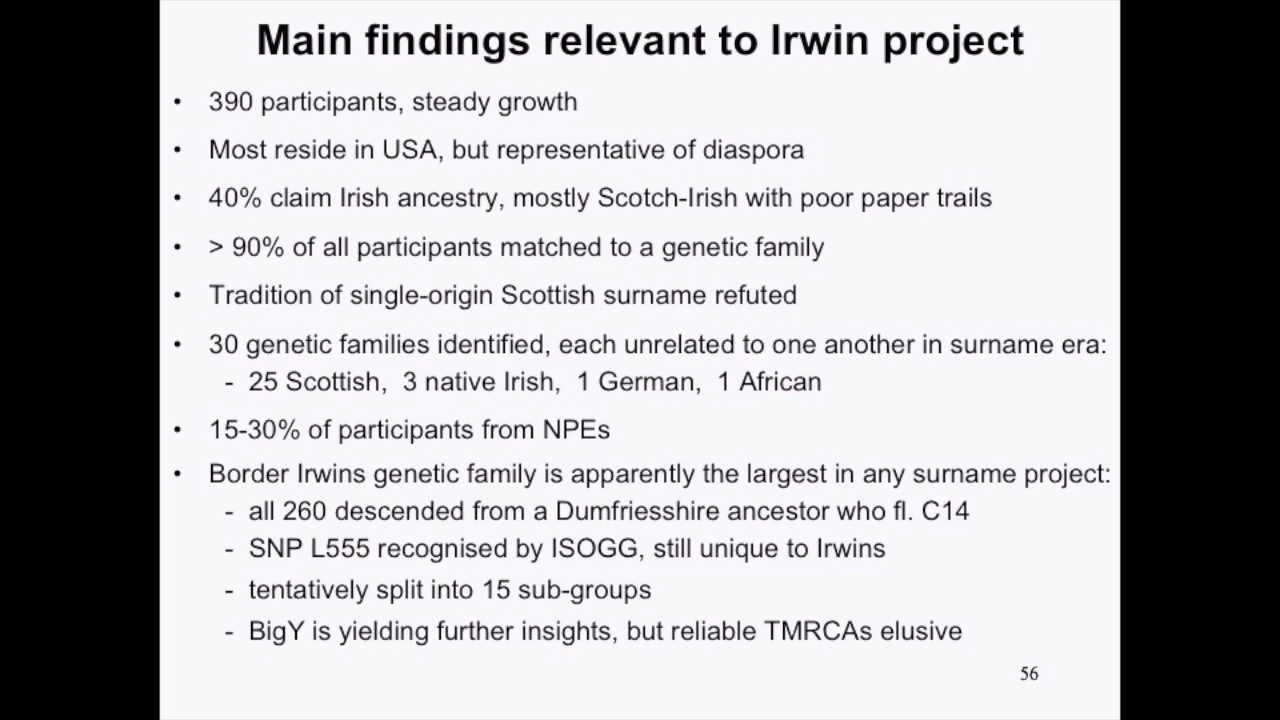 Main findings relevant to Irwin project
• 390 participants, steady growth
• Most reside in USA, but representative of diaspora
• 40% claim Irish ancestry, mostly Scotch-Irish with poor paper trails
• > 90% of all participants matched to a genetic family
• Tradition of single-origin Scottish surname refuted
• 30 genetic families identified, each unrelated to one another in surname era:
- 25 Scottish, 3 native Irish, 1 German, 1 African
• 15-30% of participants from NPEs
• Border Irwins genetic family is apparently the largest in any surname project:
- all 260 descended from a Dumfriesshire ancestor who fl. C14
- SNP L555 recognised by ISOGG, still unique to Irwins
- tentatively split into 15 sub-groups
- BigY is yielding further insights, but reliable TMRCAs elusive
56